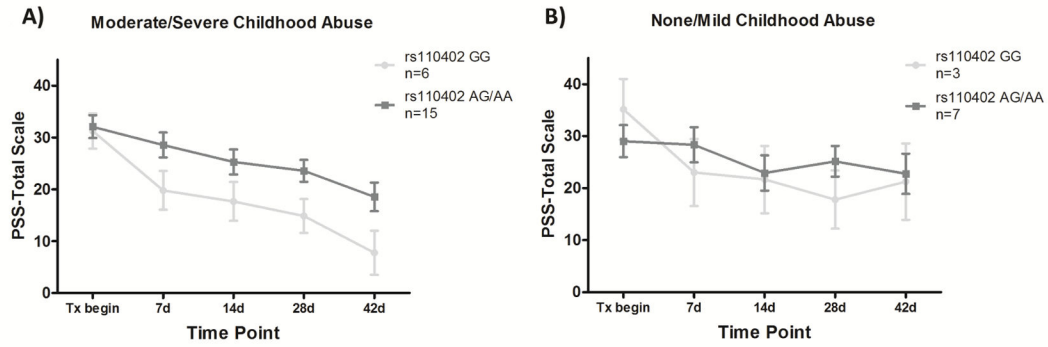 A)
Moderate/Severe Childhood Abuse
rs110402 GG
n=6
rs110402 AG/AA
n=15
PSS-Total Scale
40
30
20
10
0
Tx begin 7d 14d 28d 42d
Time Point
B)
None/Mild Childhood Abuse
rs110402 GG
n=3
rs110402 AG/AA
n=7
PSS-Total Scale
40
30
20
10
0
Tx begin 7d 14d 28d 42d
Time Point